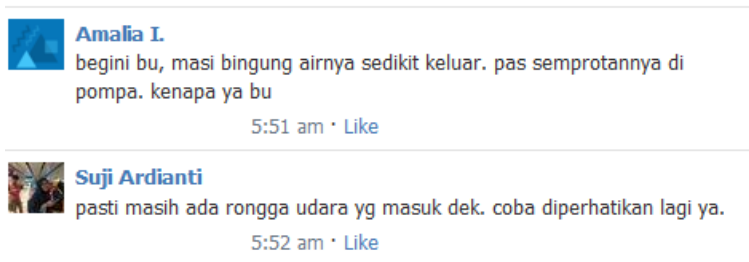 Amalia I.
begini bu, masi bingung airnya sedikit keluar. pas semprotannya di
pompa. kenapa ya bu
5:51 am · Like
Suji Ardianti
pasti masih ada rongga udara yg masuk dek. coba diperhatikan lagi ya.
5:52 am · Like